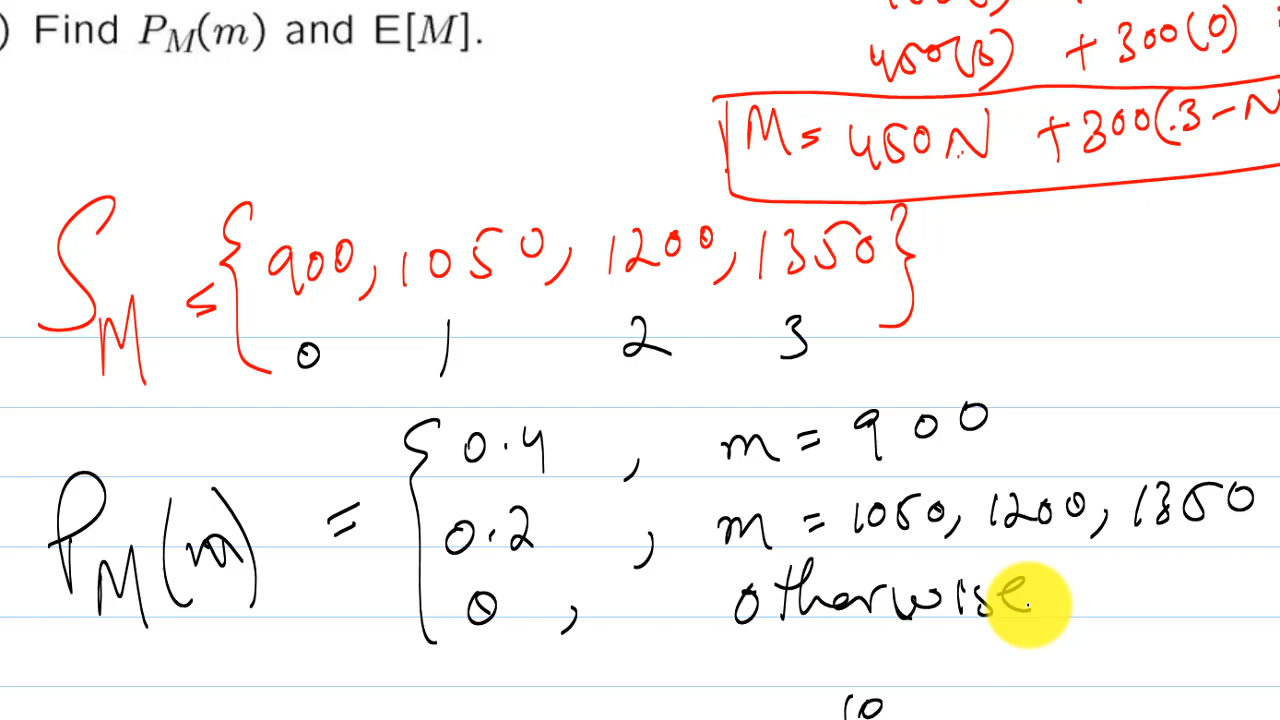 ) Find P_M(m) and E[M].
450(3) + 300(0)
M = 450N + 300(3-N
S_M = {900, 1050, 1200, 1350}
0 1 2 3
P_M(m) = { 0.4 , m = 900
0.2 , m = 1050, 1200, 1350
0 , otherwise.